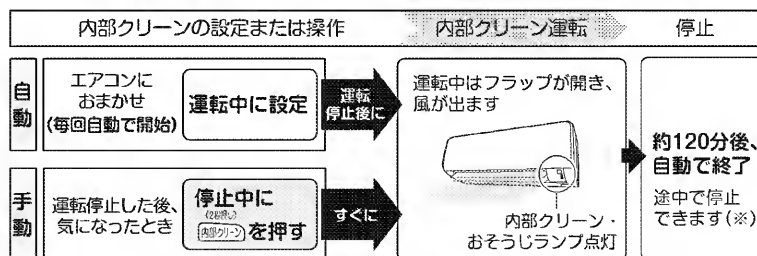 内部クリーンの設定または操作
内部クリーン運転
停止
自動
エアコンに
おまかせ
(毎回自動で開始)
運転中に設定
運転
停止後に
手動
運転停止した後、
気になったとき
停止中に
(2秒押し)
内部クリーンを押す
すぐに
運転中はフラップが開き、
風が出ます
内部クリーン・
おそうじランプ点灯
約120分後、
自動で終了
途中で停止
できます(※)